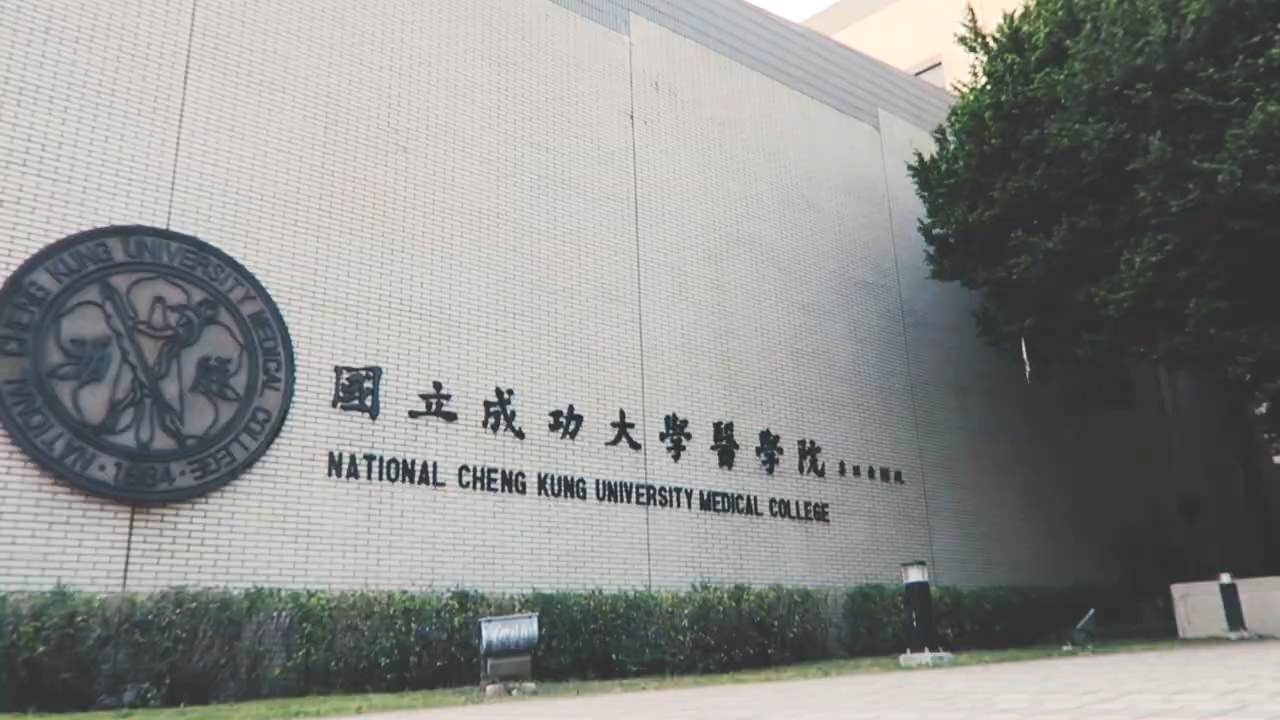 NATIONAL CHENG KUNG UNIVERSITY MEDICAL COLLEGE
·1984·
國立成功大學醫學院
NATIONAL CHENG KUNG UNIVERSITY MEDICAL COLLEGE